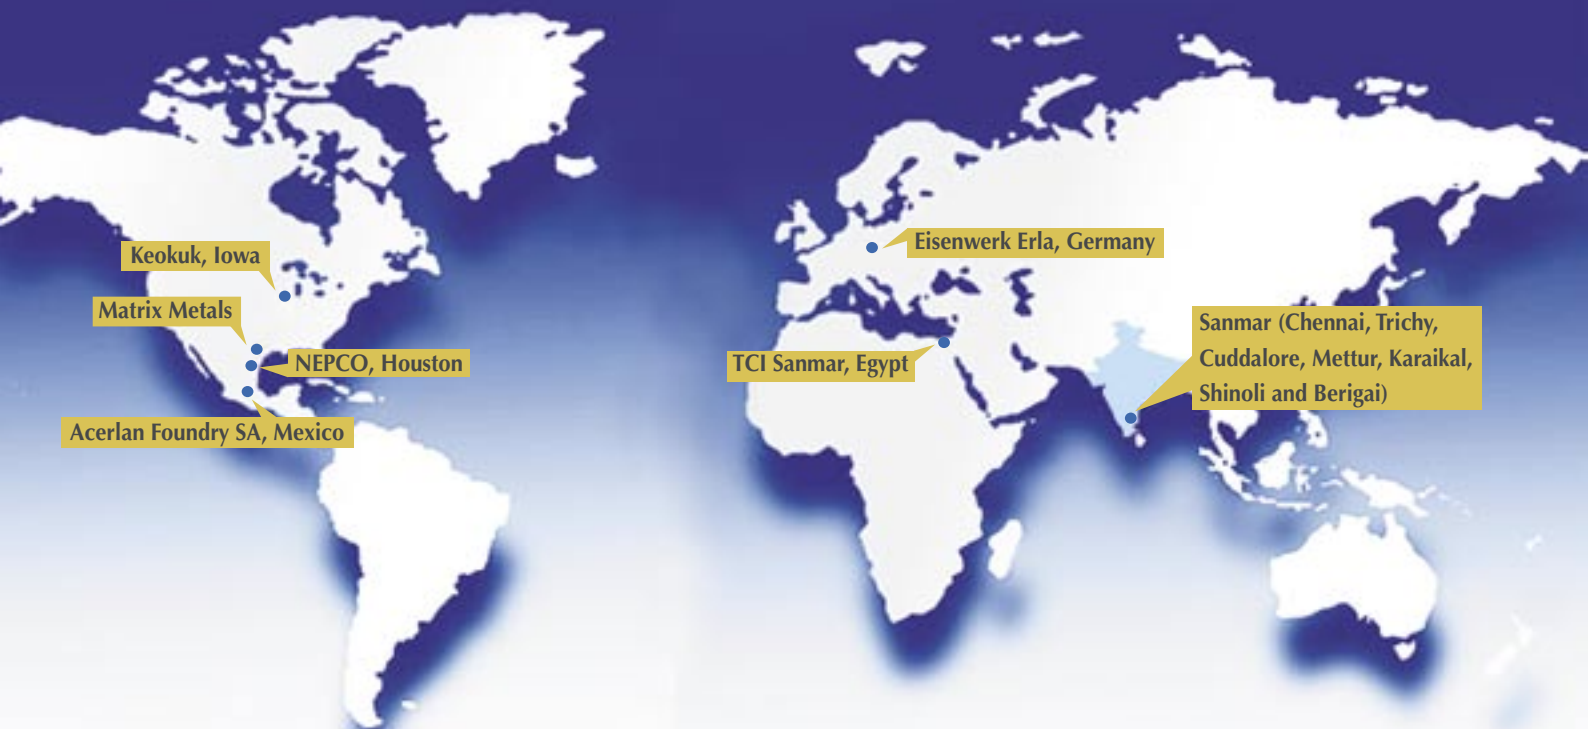 Keokuk, Iowa
Matrix Metals
NEPCO, Houston
Acerlan Foundry SA, Mexico
Eisenwerk Erla, Germany
TCI Sanmar, Egypt
Sanmar (Chennai, Trichy,
Cuddalore, Mettur, Karaikal,
Shinoli and Berigai)